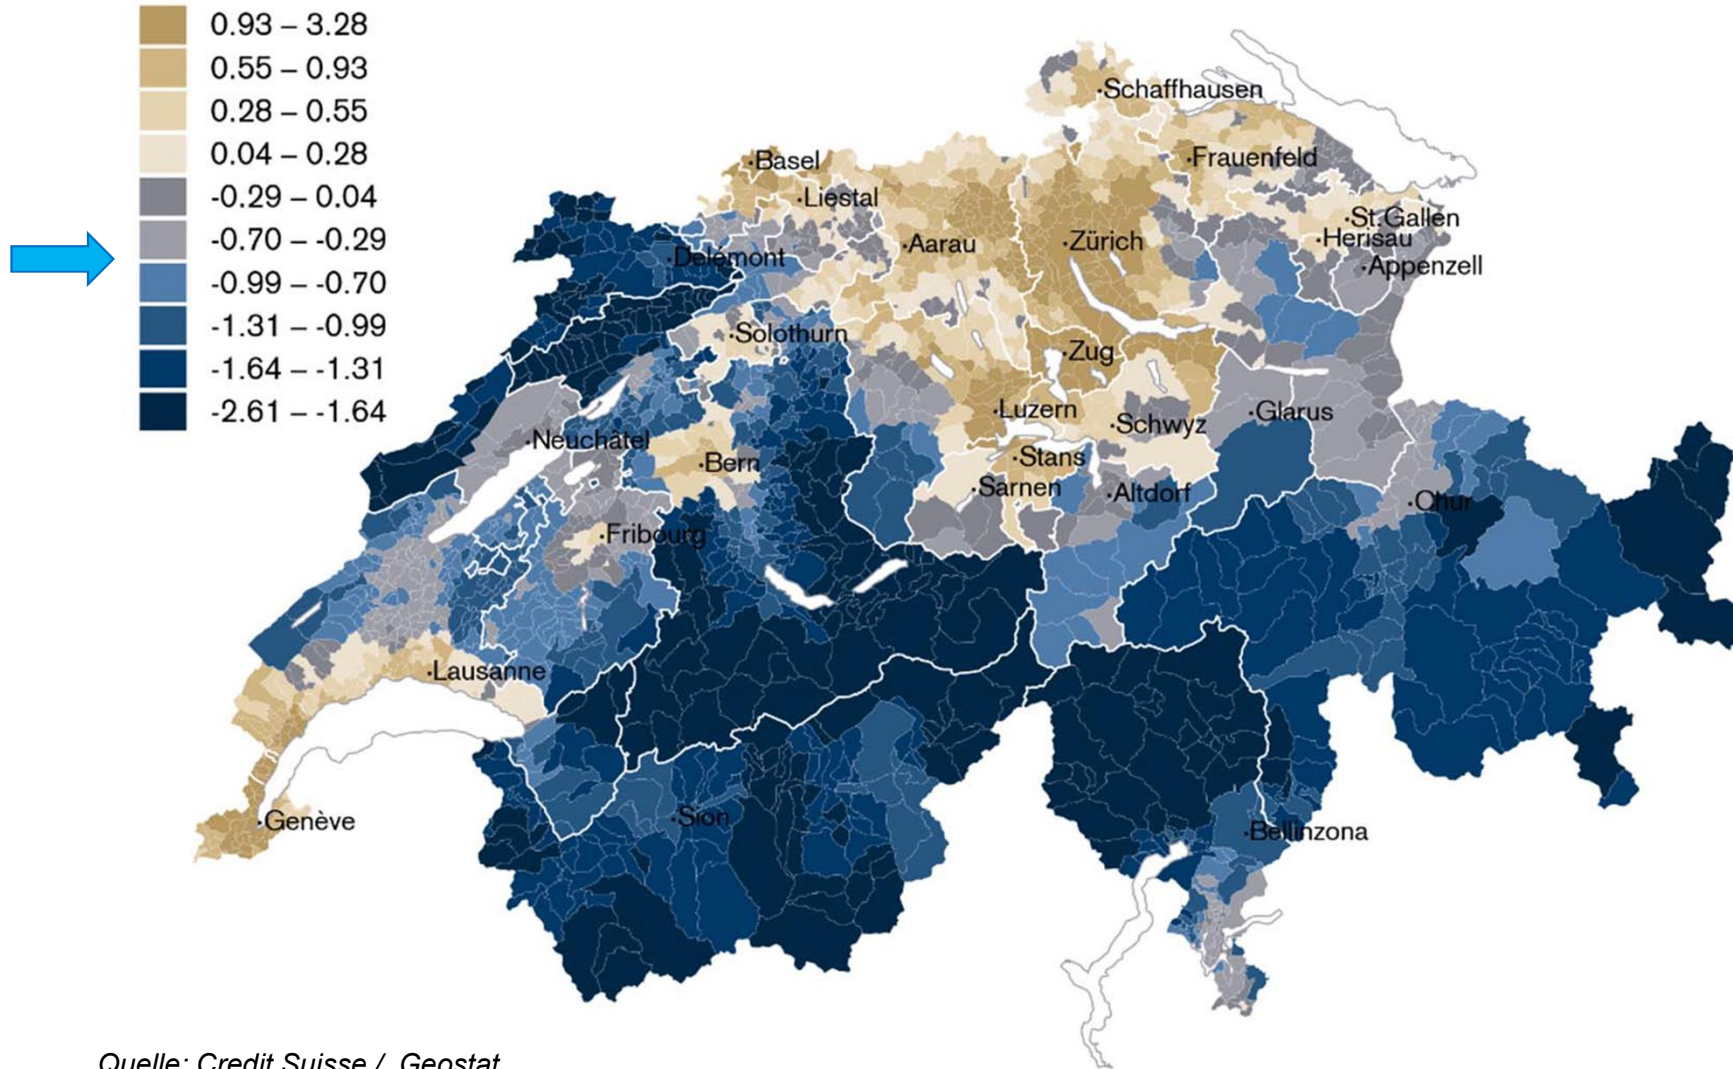 0.93 – 3.28
0.55 – 0.93
0.28 – 0.55
0.04 – 0.28
-0.29 – 0.04
-0.70 – -0.29
-0.99 – -0.70
-1.31 – -0.99
-1.64 – -1.31
-2.61 – -1.64
Schaffhausen
Basel
Frauenfeld
Liestal
St.Gallen
Herisau
Aarau
Zürich
Delémont
Appenzell
Solothurn
Zug
Luzern
Glarus
Schwyz
Neuchâtel
Bern
Stans
Sarnen
Altdorf
Chur
Fribourg
Lausanne
Sion
Genève
Bellinzona
Quelle: Credit Suisse / Geostat